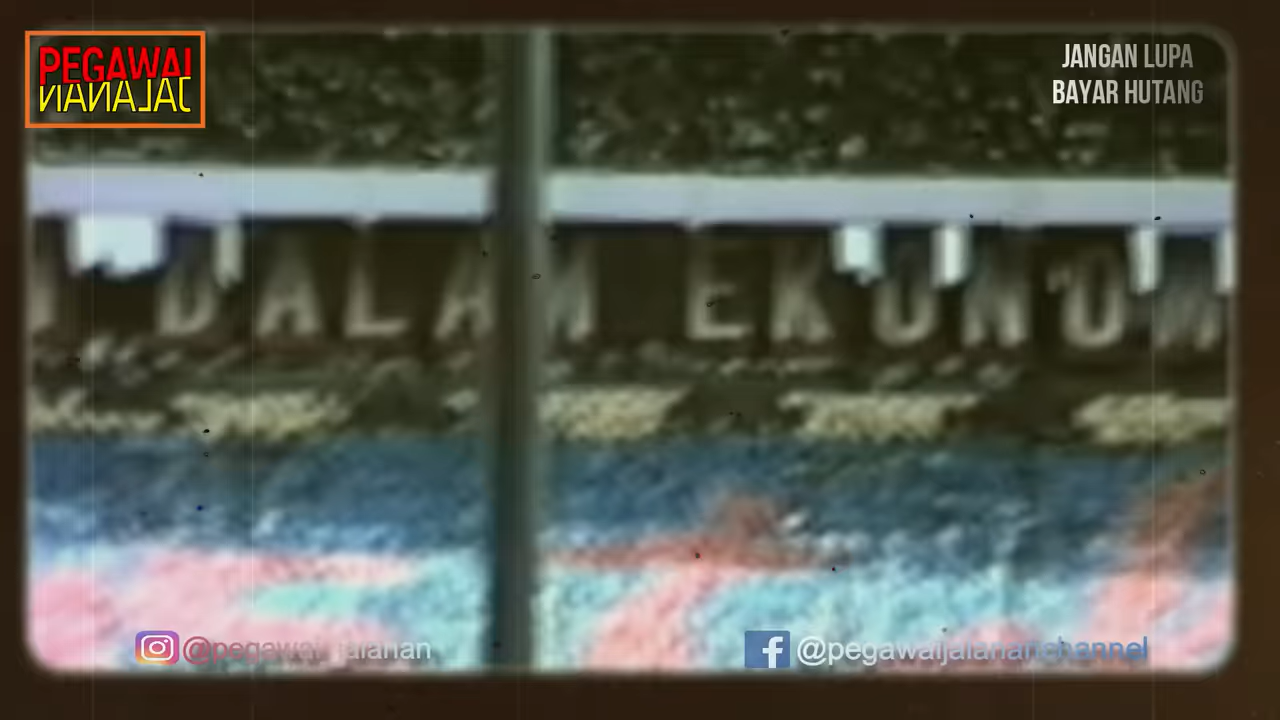 PEGAWAI
JALANAN
JANGAN LUPA
BAYAR HUTANG
DALAM EKONOM
@pegawaijalanan
@pegawaijalananchannel